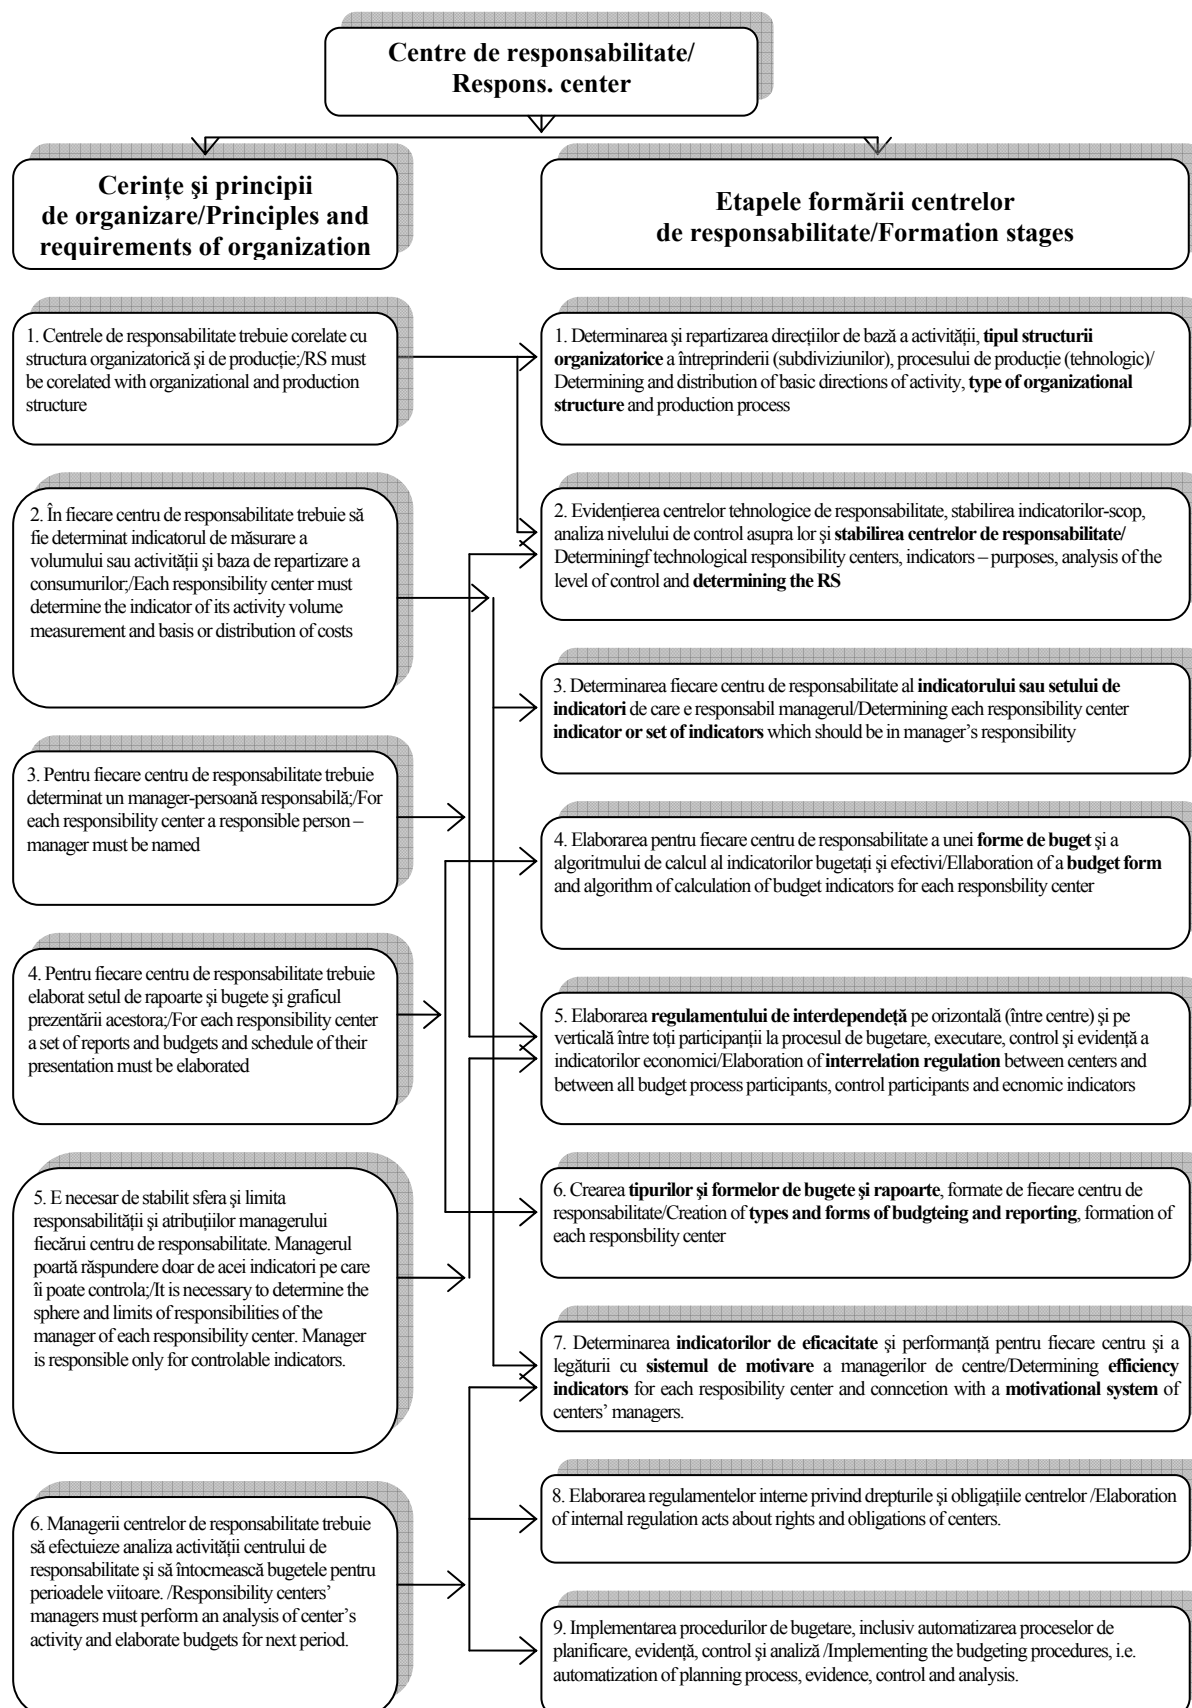 Centre de responsabilitate/
Respons. center
Cerințe şi principii
de organizare/Principles and
requirements of organization
Etapele formării centrelor
de responsabilitate/Formation stages
1. Centrele de responsabilitate trebuie corelate cu
structura organizatorică şi de producție;/RS must
be corelated with organizational and production
structure
1. Determinarea şi repartizarea direcțiilor de bază a activității, tipul structurii
organizatorice a întreprinderii (subdiviziunilor), procesului de producție (tehnologic)/
Determining and distribution of basic directions of activity, type of organizational
structure and production process
2. În fiecare centru de responsabilitate trebuie să
fie determinat indicatorul de măsurare a
volumului sau activității şi baza de repartizare a
consumurilor;/Each responsibility center must
determine the indicator of its activity volume
measurement and basis or distribution of costs
2. Evidențierea centrelor tehnologice de responsabilitate, stabilirea indicatorilor-scop,
analiza nivelului de control asupra lor şi stabilirea centrelor de responsabilitate/
Determiningf technological responsibility centers, indicators – purposes, analysis of the
level of control and determining the RS
3. Determinarea fiecare centru de responsabilitate al indicatorului sau setului de
indicatori de care e responsabil managerul/Determining each responsibility center
indicator or set of indicators which should be in manager's responsibility
3. Pentru fiecare centru de responsabilitate trebuie
determinat un manager-persoană responsabilă;/For
each responsibility center a responsible person –
manager must be named
4. Elaborarea pentru fiecare centru de responsabilitate a unei forme de buget şi a
algoritmului de calcul al indicatorilor bugetați şi efectivi/Ellaboration of a budget form
and algorithm of calculation of budget indicators for each responsbility center
4. Pentru fiecare centru de responsabilitate trebuie
elaborat setul de rapoarte şi bugete şi graficul
prezentării acestora;/For each responsibility center
a set of reports and budgets and schedule of their
presentation must be elaborated
5. Elaborarea regulamentului de interdependeță pe orizontală (între centre) şi pe
verticală între toți participanții la procesul de bugetare, executare, control şi evidență a
indicatorilor economici/Elaboration of interrelation regulation between centers and
between all budget process participants, control participants and ecnomic indicators
5. E necesar de stabilit sfera şi limita
responsabilității şi atribuțiilor managerului
fiecărui centru de responsabilitate. Managerul
poartă răspundere doar de acei indicatori pe care
îi poate controla;/It is necessary to determine the
sphere and limits of responsibilities of the
manager of each responsibility center. Manager
is responsible only for controlable indicators.
6. Crearea tipurilor şi formelor de bugete şi rapoarte, formate de fiecare centru de
responsabilitate/Creation of types and forms of budgteing and reporting, formation of
each responsbility center
7. Determinarea indicatorilor de eficacitate şi performanță pentru fiecare centru şi a
legăturii cu sistemul de motivare a managerilor de centre/Determining efficiency
indicators for each resposibility center and conncetion with a motivational system of
centers' managers.
6. Managerii centrelor de responsabilitate trebuie
să efectuieze analiza activității centrului de
responsabilitate şi să întocmească bugetele pentru
perioadele viitoare. /Responsibility centers'
managers must perform an analysis of center's
activity and elaborate budgets for next period.
8. Elaborarea regulamentelor interne privind drepturile şi obligațiile centrelor /Elaboration
of internal regulation acts about rights and obligations of centers.
9. Implementarea procedurilor de bugetare, inclusiv automatizarea proceselor de
planificare, evidență, control şi analiză /Implementing the budgeting procedures, i.e.
automatization of planning process, evidence, control and analysis.